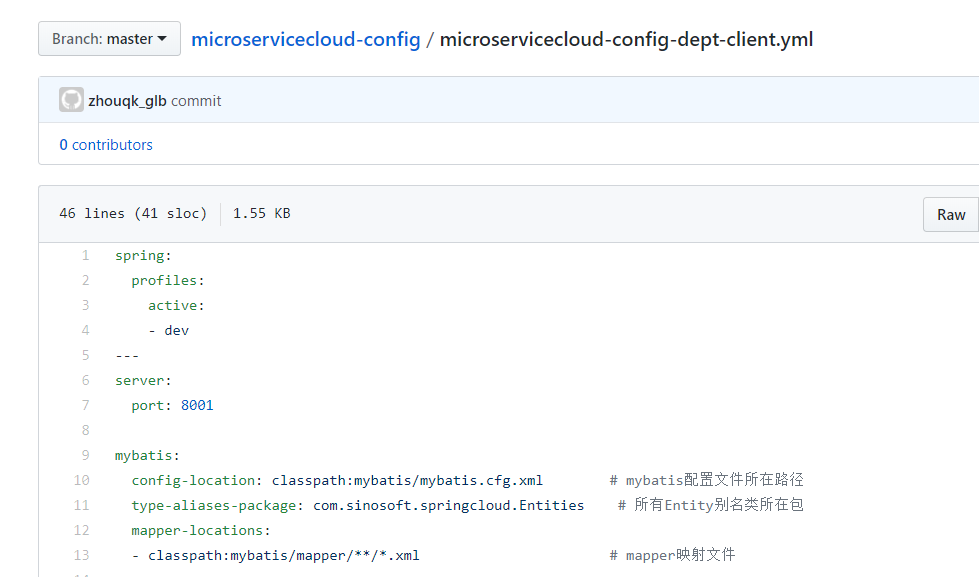 Branch: master microservicecloud-config / microservicecloud-config-dept-client.yml
zhouqk_glb commit
0 contributors
46 lines (41 sloc) 1.55 KB Raw
1 spring:
2 profiles:
3 active:
4 - dev
5 ---
6 server:
7 port: 8001
8
9 mybatis:
10 config-location: classpath:mybatis/mybatis.cfg.xml # mybatis配置文件所在路径
11 type-aliases-package: com.sinosoft.springcloud.Entities # 所有Entity别名类所在包
12 mapper-locations:
13 - classpath:mybatis/mapper/**/*.xml # mapper映射文件